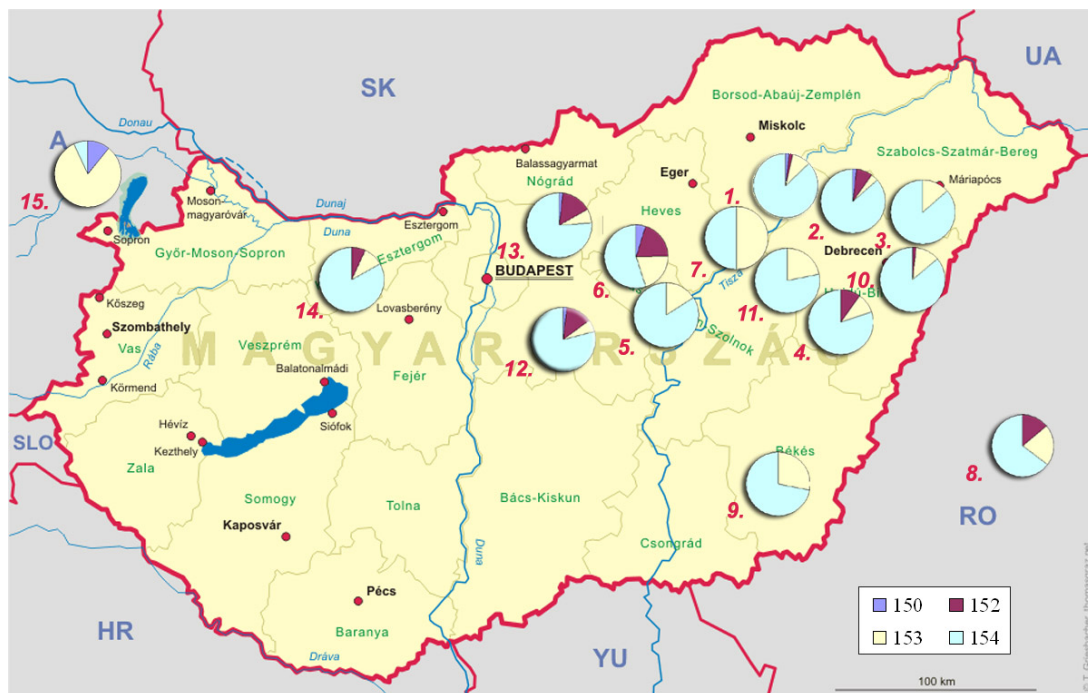 UA
SK
Borsod-Abaúj-Zemplén
Donau
A
Miskolc
Balassagyarmat
Szabolcs-Szatmár-Bereg
Nógrád
Eger
Máriapócs
15.
Moson-
magyaróvár
1.
Dunaj
Esztergom
Heves
2.
3.
Duna
Sopron
Győr-Moson-Sopron
Esztergom
13.
Debrecen
BUDAPEST
7.
Tisza
10.
6.
Kőszeg
14.
Lovasberény
11.
Szombathely
Vas
Rába
Veszprém
MAGYARORSZÁG
Szolnok
12.
5.
4.
Balatonalmádi
Fejér
Körmend
Hévíz
Siófok
SLO
Kezthely
Békés
8.
Zala
Somogy
Tolna
Bács-Kiskun
9.
RO
Kaposvár
Duna
Csongrád
Pécs
150
152
153
154
HR
Baranya
YU
Dráva
100 km